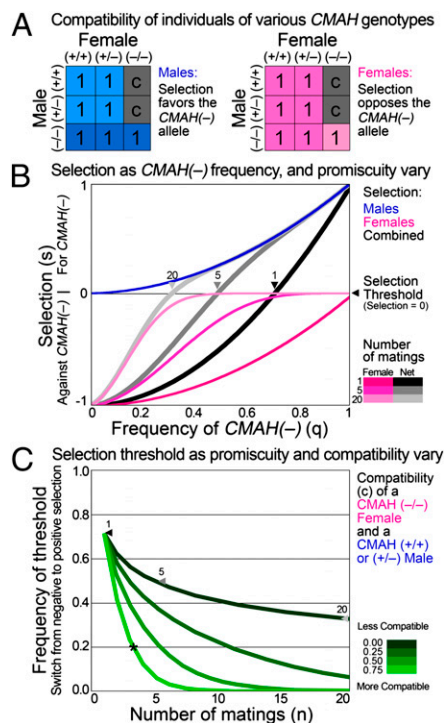 A
Compatibility of individuals of various CMAH genotypes
Female
(+/+) (+/–) (–/–)
Male
(+/+)
(+/–)
(–/–)
1 1 c
1 1 c
1 1 1
Males:
Selection
favors the
CMAH(–)
allele
Female
(+/+) (+/–) (–/–)
Male
(+/+)
(+/–)
(–/–)
1 1 c
1 1 c
1 1 1
Females:
Selection
opposes the
CMAH(–)
allele
B
Selection as CMAH(–) frequency, and promiscuity vary
Selection (s)
Against CMAH(–) | For CMAH(–)
1
0
-1
20
5
1
0 0.2 0.4 0.6 0.8 1
Frequency of CMAH(–) (q)
Selection:
Males
Females
Combined
Selection
Threshold
(Selection = 0)
Number
of matings
Female Net
1
5
20
C
Selection threshold as promiscuity and compatibility vary
Frequency of threshold
Switch from negative to positive selection
1.0
0.8
0.6
0.4
0.2
0
1
5
20
*
0 5 10 15 20
Number of matings (n)
Compatibility
(c) of a
CMAH (–/–)
Female
and a
CMAH (+/+)
or (+/–) Male
Less Compatible
0.00
0.25
0.50
0.75
More Compatible